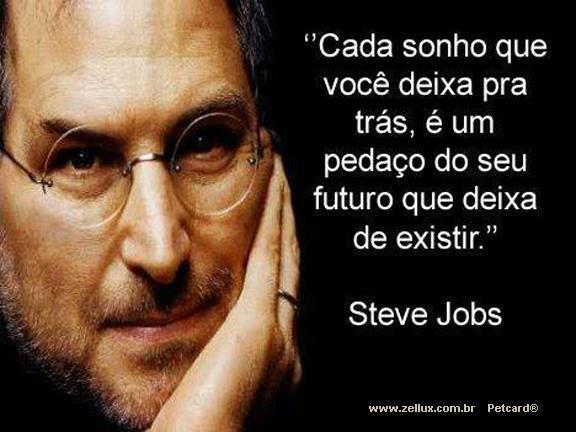 ‘’Cada sonho que
você deixa pra
trás, é um
pedaço do seu
futuro que deixa
de existir.’’
Steve Jobs
www.zellux.com.br Petcard®